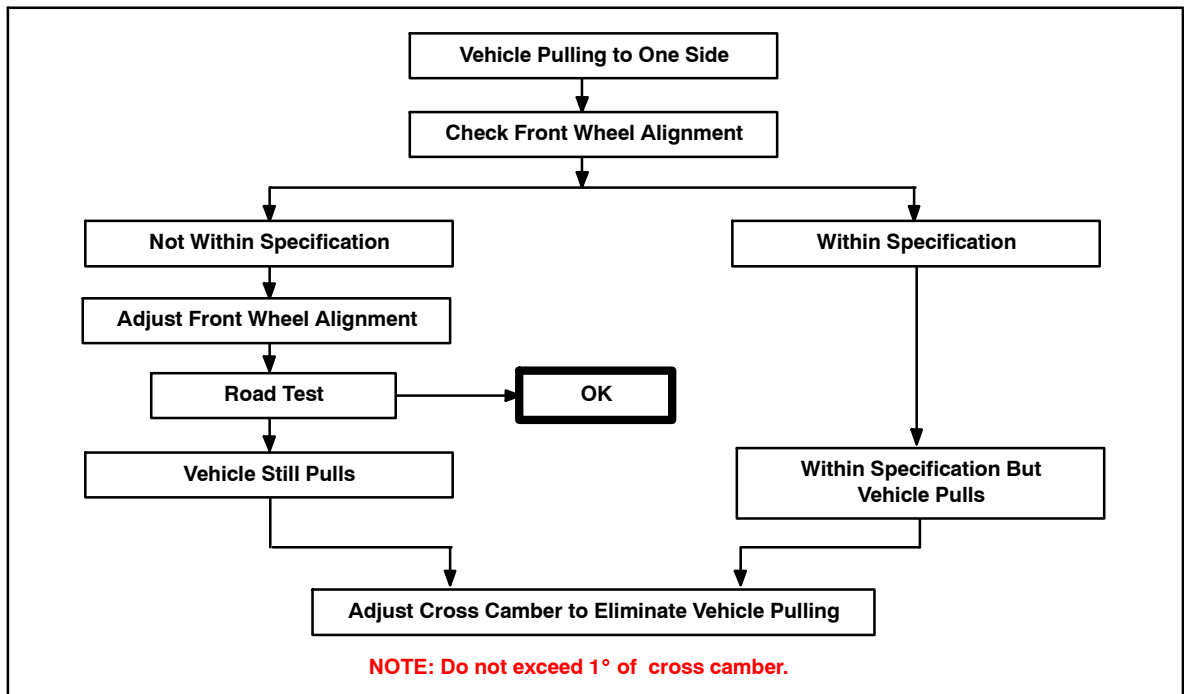 Vehicle Pulling to One Side
Check Front Wheel Alignment
Not Within Specification
Within Specification
Adjust Front Wheel Alignment
Road Test
OK
Vehicle Still Pulls
Within Specification But
Vehicle Pulls
Adjust Cross Camber to Eliminate Vehicle Pulling
NOTE: Do not exceed 1° of cross camber.